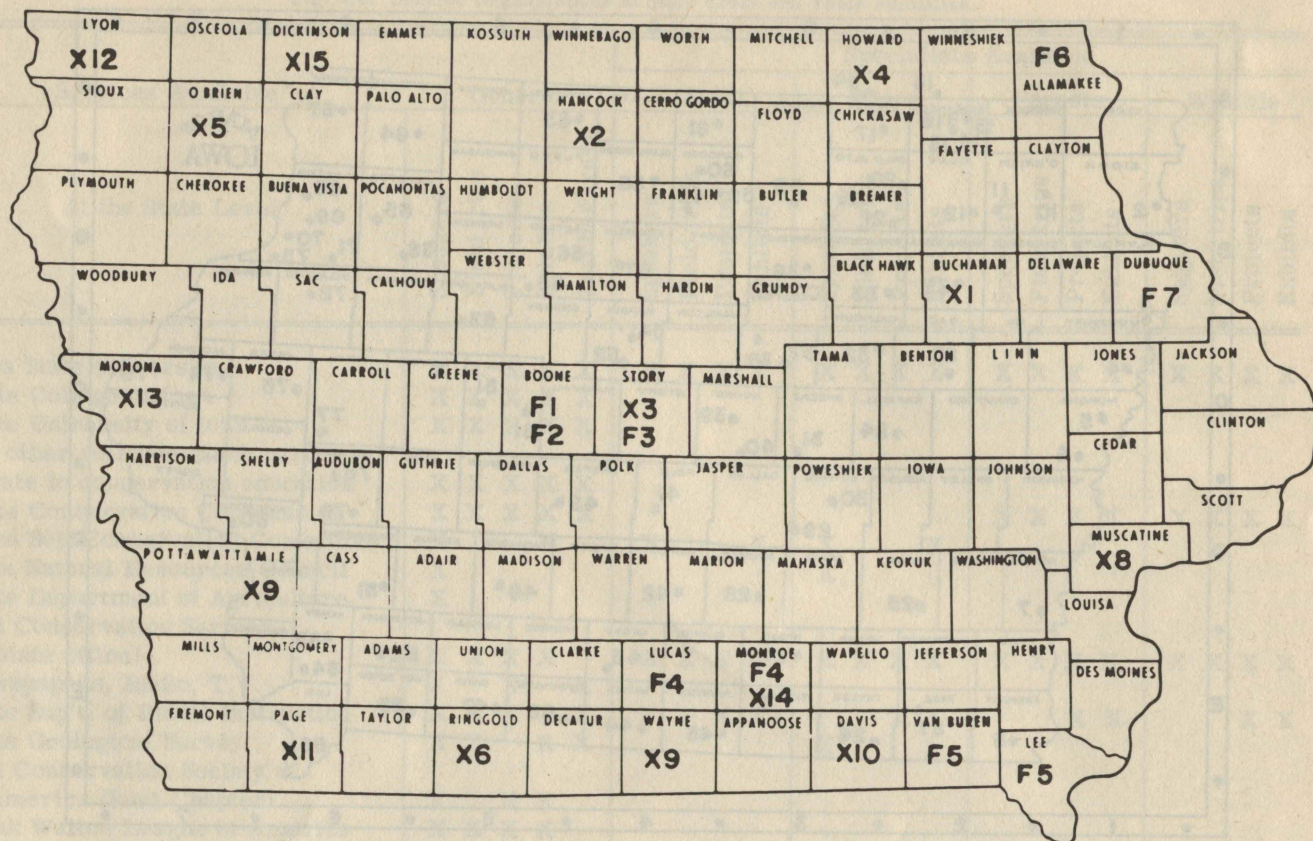 LYON OSCEOLA DICKINSON EMMET KOSSUTH WINNEBAGO WORTH MITCHELL HOWARD WINNESHIEK ALLAMAKEE
X12 X15 X4 F6
SIOUX O BRIEN CLAY PALO ALTO HANCOCK CERRO GORDO FLOYD CHICKASAW
X5 X2
FAYETTE CLAYTON
PLYMOUTH CHEROKEE BUENA VISTA POCAHONTAS HUMBOLDT WRIGHT FRANKLIN BUTLER BREMER
WOODBURY IDA SAC CALHOUN WEBSTER HAMILTON HARDIN GRUNDY BLACK HAWK BUCHANAN DELAWARE DUBUQUE
X1 F7
MONONA CRAWFORD CARROLL GREENE BOONE STORY MARSHALL TAMA BENTON LINN JONES JACKSON
X13 F1 X3
F2 F3
CLINTON
CEDAR
HARRISON SHELBY AUDUBON GUTHRIE DALLAS POLK JASPER POWESHIEK IOWA JOHNSON
SCOTT
MUSCATINE
X8
POTTAWATTAMIE CASS ADAIR MADISON WARREN MARION MAHASKA KEOKUK WASHINGTON
X9
LOUISA
MILLS MONTGOMERY ADAMS UNION CLARKE LUCAS MONROE WAPELLO JEFFERSON HENRY
F4 F4
X14
DES MOINES
FREMONT PAGE TAYLOR RINGGOLD DECATUR WAYNE APPANOOSE DAVIS VAN BUREN
X11 X6 X9 X10 F5
LEE
F5